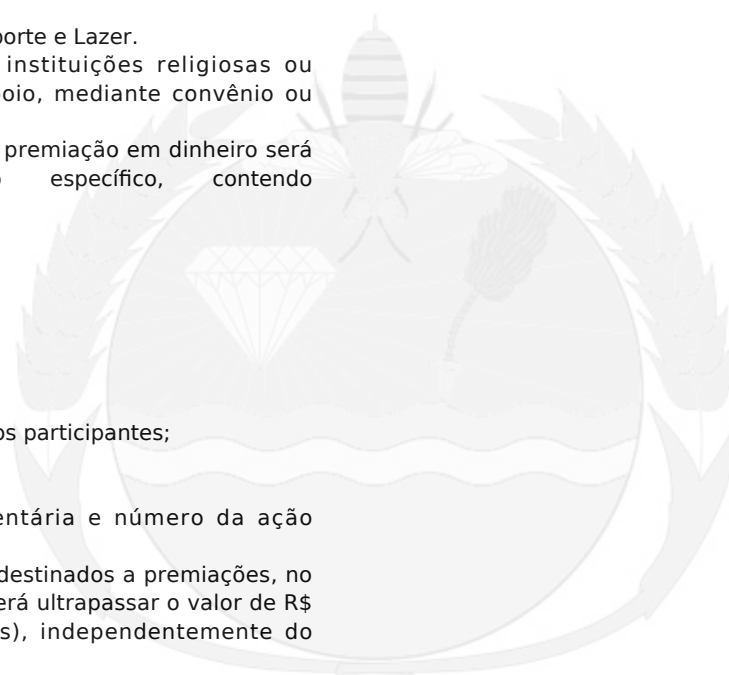 porte e Lazer.
instituições religiosas ou
poio, mediante convênio ou
premiação em dinheiro será
específico, contendo
os participantes;
entária e número da ação
destinados a premiações, no
erá ultrapassar o valor de R$
s), independentemente do